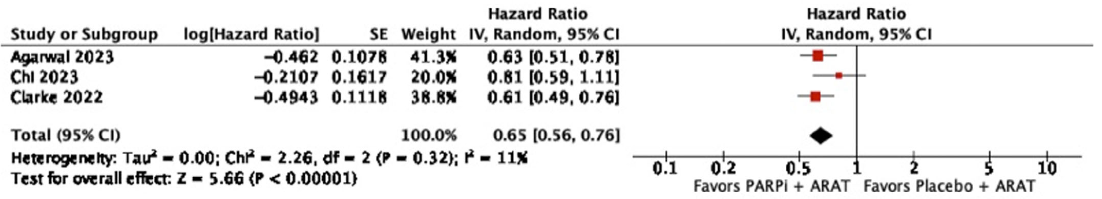 Hazard Ratio Hazard Ratio
Study or Subgroup log[Hazard Ratio] SE Weight IV, Random, 95% CI IV, Random, 95% CI
Agarwal 2023 −0.462 0.1078 41.3% 0.63 [0.51, 0.78]
Chi 2023 −0.2107 0.1617 20.0% 0.81 [0.59, 1.11]
Clarke 2022 −0.4943 0.1118 38.8% 0.61 [0.49, 0.76]
Total (95% CI) 100.0% 0.65 [0.56, 0.76]
Heterogeneity: Tau² = 0.00; Chi² = 2.26, df = 2 (P = 0.32); I² = 11%
Test for overall effect: Z = 5.66 (P < 0.00001)
0.1 0.2 0.5 1 2 5 10
Favors PARPi + ARAT Favors Placebo + ARAT